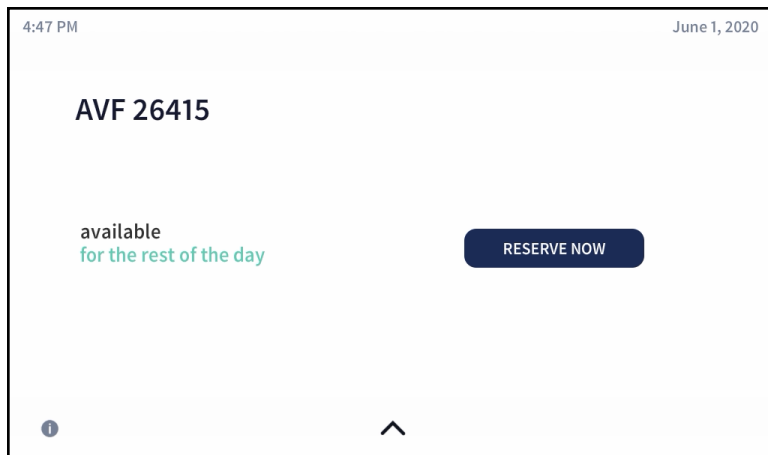 4:47 PM
June 1, 2020
AVF 26415
available
for the rest of the day
RESERVE NOW
i